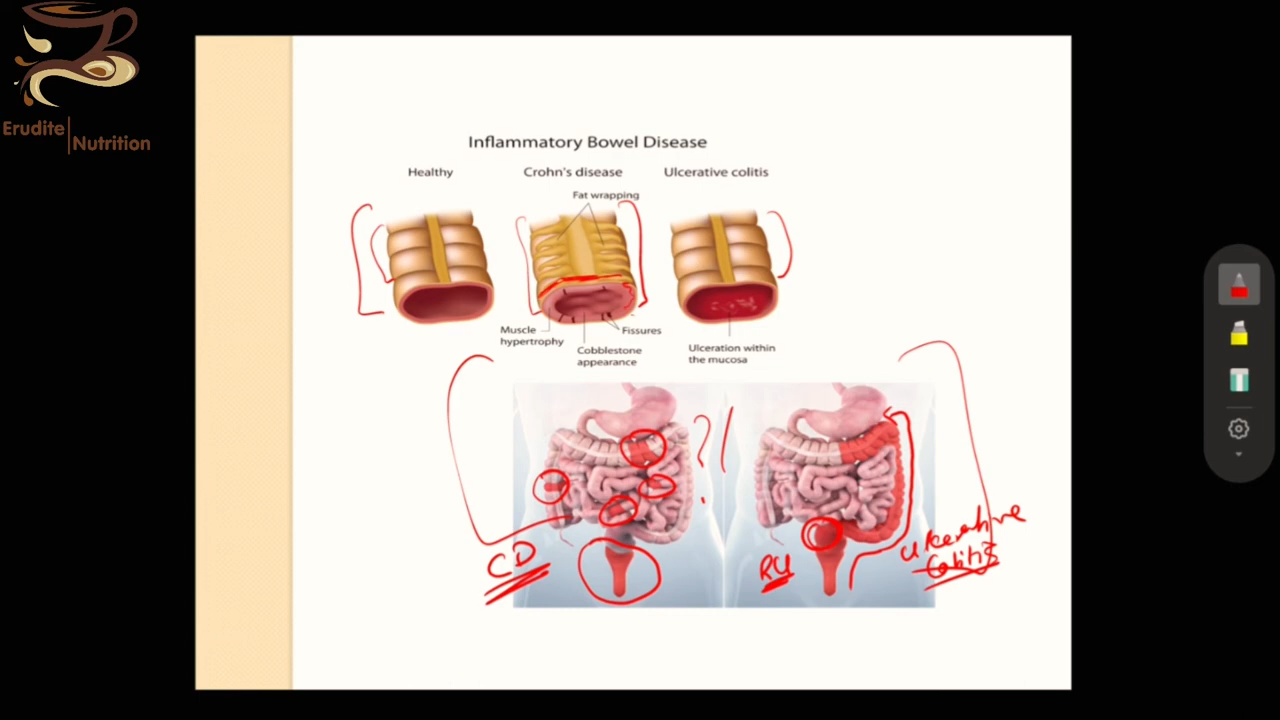 Erudite
Nutrition
Inflammatory Bowel Disease
Healthy
Crohn's disease
Ulcerative colitis
Fat wrapping
Muscle
hypertrophy
Cobblestone
appearance
Fissures
Ulceration within
the mucosa
?
CD
Ulcerative
Colitis